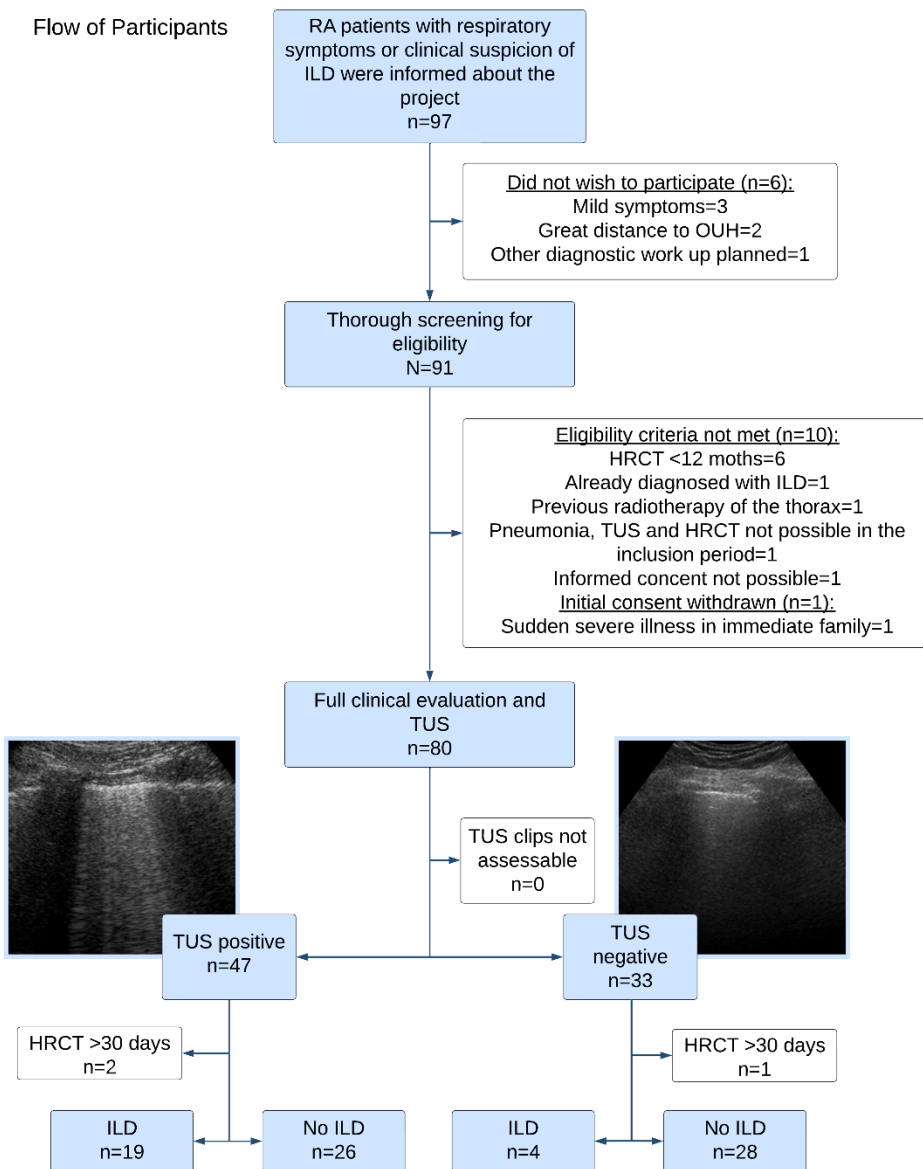 Flow of Participants
RA patients with respiratory
symptoms or clinical suspicion of
ILD were informed about the
project
n=97
Did not wish to participate (n=6):
Mild symptoms=3
Great distance to OUH=2
Other diagnostic work up planned=1
Thorough screening for
eligibility
N=91
Eligibility criteria not met (n=10):
HRCT <12 moths=6
Already diagnosed with ILD=1
Previous radiotherapy of the thorax=1
Pneumonia, TUS and HRCT not possible in the
inclusion period=1
Informed concent not possible=1
Initial consent withdrawn (n=1):
Sudden severe illness in immediate family=1
Full clinical evaluation and
TUS
n=80
TUS clips not
assessable
n=0
TUS positive
n=47
TUS
negative
n=33
HRCT >30 days
n=2
HRCT >30 days
n=1
ILD
n=19
No ILD
n=26
ILD
n=4
No ILD
n=28